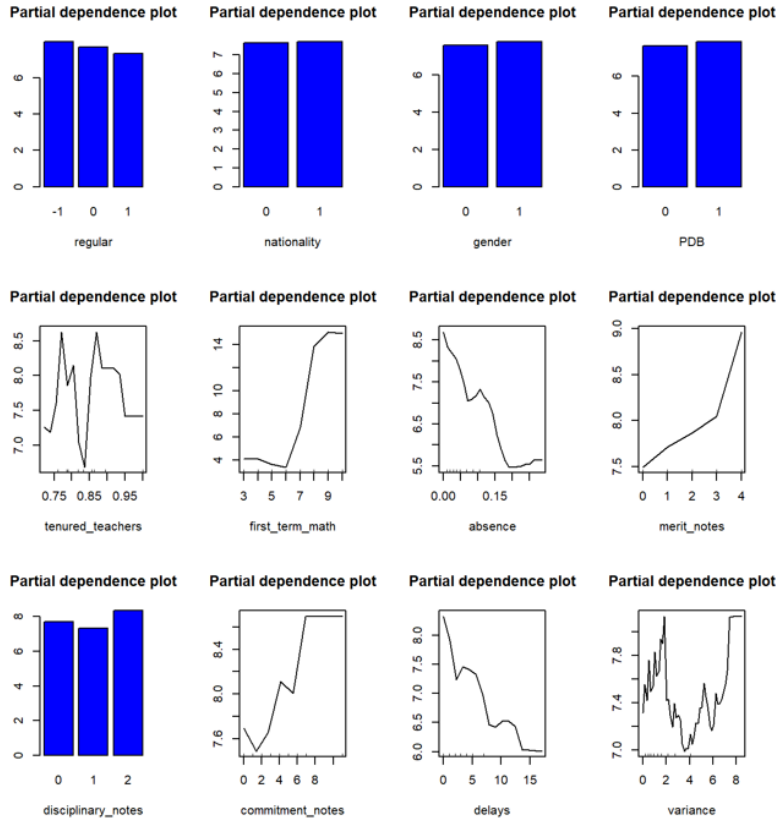 Partial dependence plot Partial dependence plot Partial dependence plot Partial dependence plot
6
4
2
0
-1 0 1
regular
7
6
5
4
3
2
1
0
0 1
nationality
6
4
2
0
0 1
gender
6
4
2
0
0 1
PDB
Partial dependence plot Partial dependence plot Partial dependence plot Partial dependence plot
8.5
8.0
7.5
7.0
0.75 0.85 0.95
tenured_teachers
14
10
8
6
4
3 5 7 9
first_term_math
8.5
7.5
6.5
5.5
0.00 0.15
absence
9.0
8.5
8.0
7.5
0 1 2 3 4
merit_notes
Partial dependence plot Partial dependence plot Partial dependence plot Partial dependence plot
8
6
4
2
0
0 1 2
disciplinary_notes
8.4
8.0
7.6
0 2 4 6 8
commitment_notes
8.0
7.5
7.0
6.5
6.0
0 5 10 15
delays
7.8
7.4
7.0
0 2 4 6 8
variance